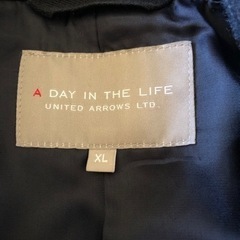 A DAY IN THE LIFE
UNITED ARROWS LTD.
XL